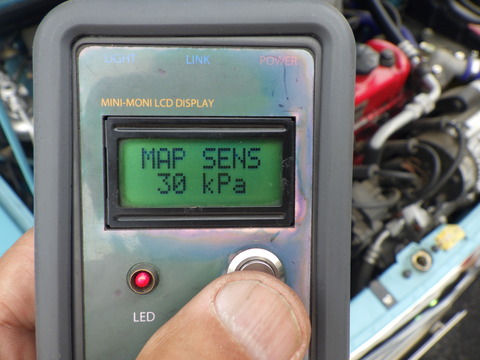 LIGHT LINK POWER
MINI-MONI LCD DISPLAY
MAP SENS
30 kPa
LED